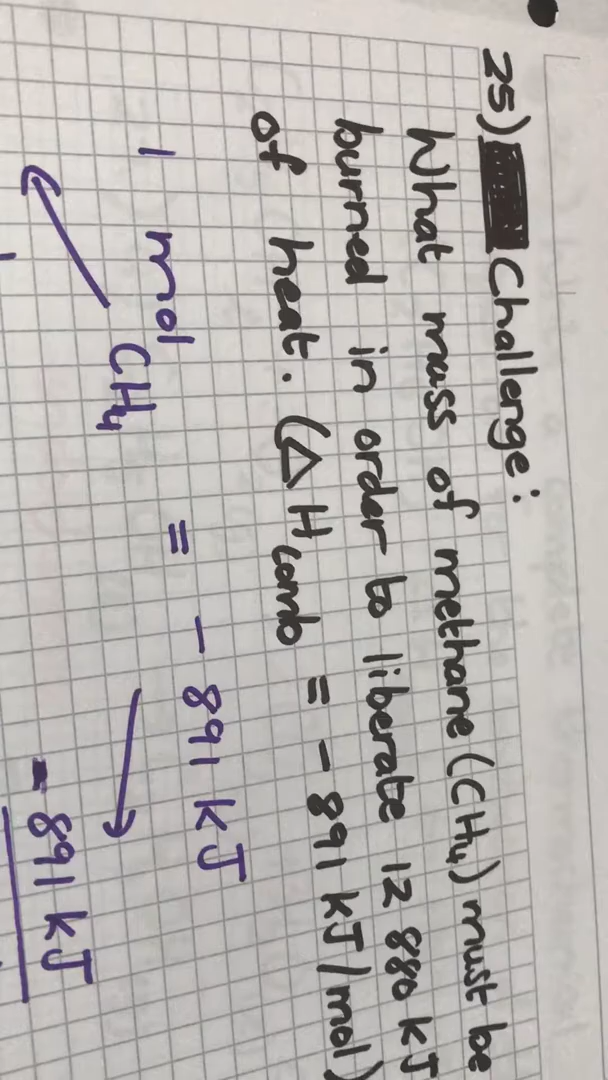 25) Challenge:
What mass of methane (CH₄) must be
burned in order to liberate 12 880 kJ
of heat. (ΔH comb = -891 kJ/mol)
1 mol CH₄ = -891 kJ
-891 kJ